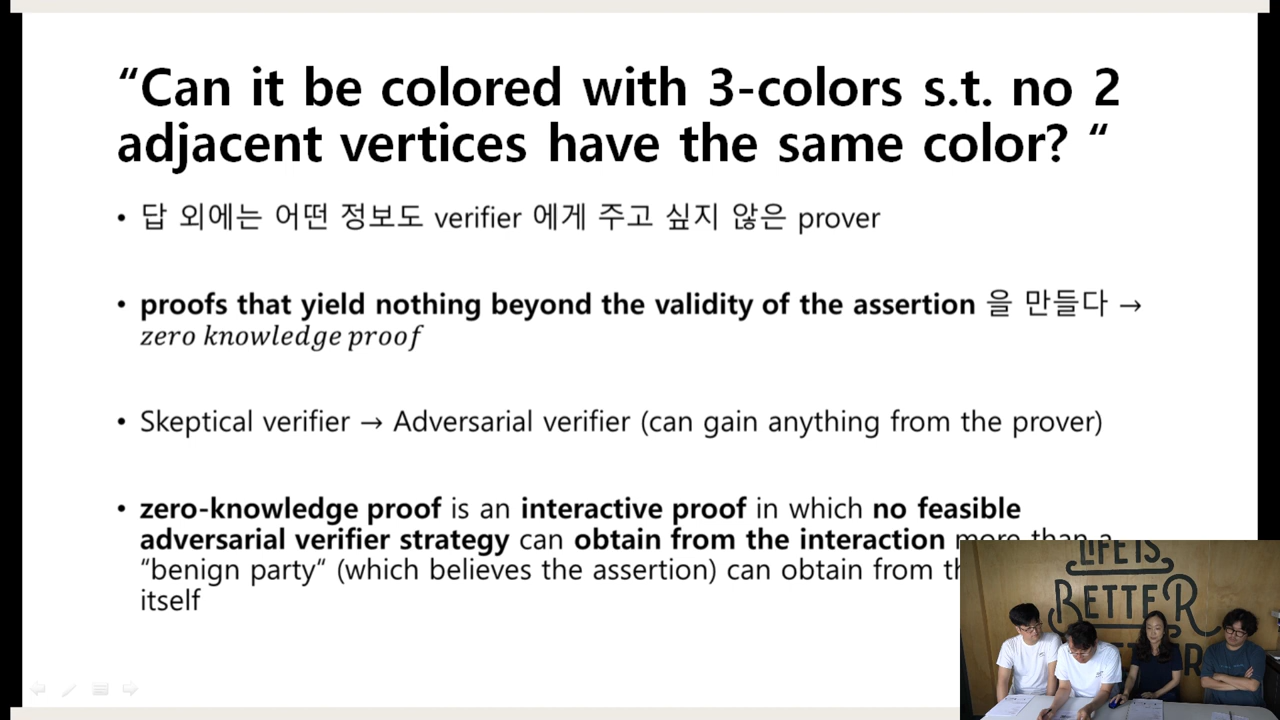 “Can it be colored with 3-colors s.t. no 2
adjacent vertices have the same color? “
• 답 외에는 어떤 정보도 verifier 에게 주고 싶지 않은 prover
• proofs that yield nothing beyond the validity of the assertion 을 만들다 →
zero knowledge proof
• Skeptical verifier → Adversarial verifier (can gain anything from the prover)
• zero-knowledge proof is an interactive proof in which no feasible
adversarial verifier strategy can obtain from the interaction more than a
“benign party“ (which believes the assertion) can obtain from
itself
LIFE IS
BETTER